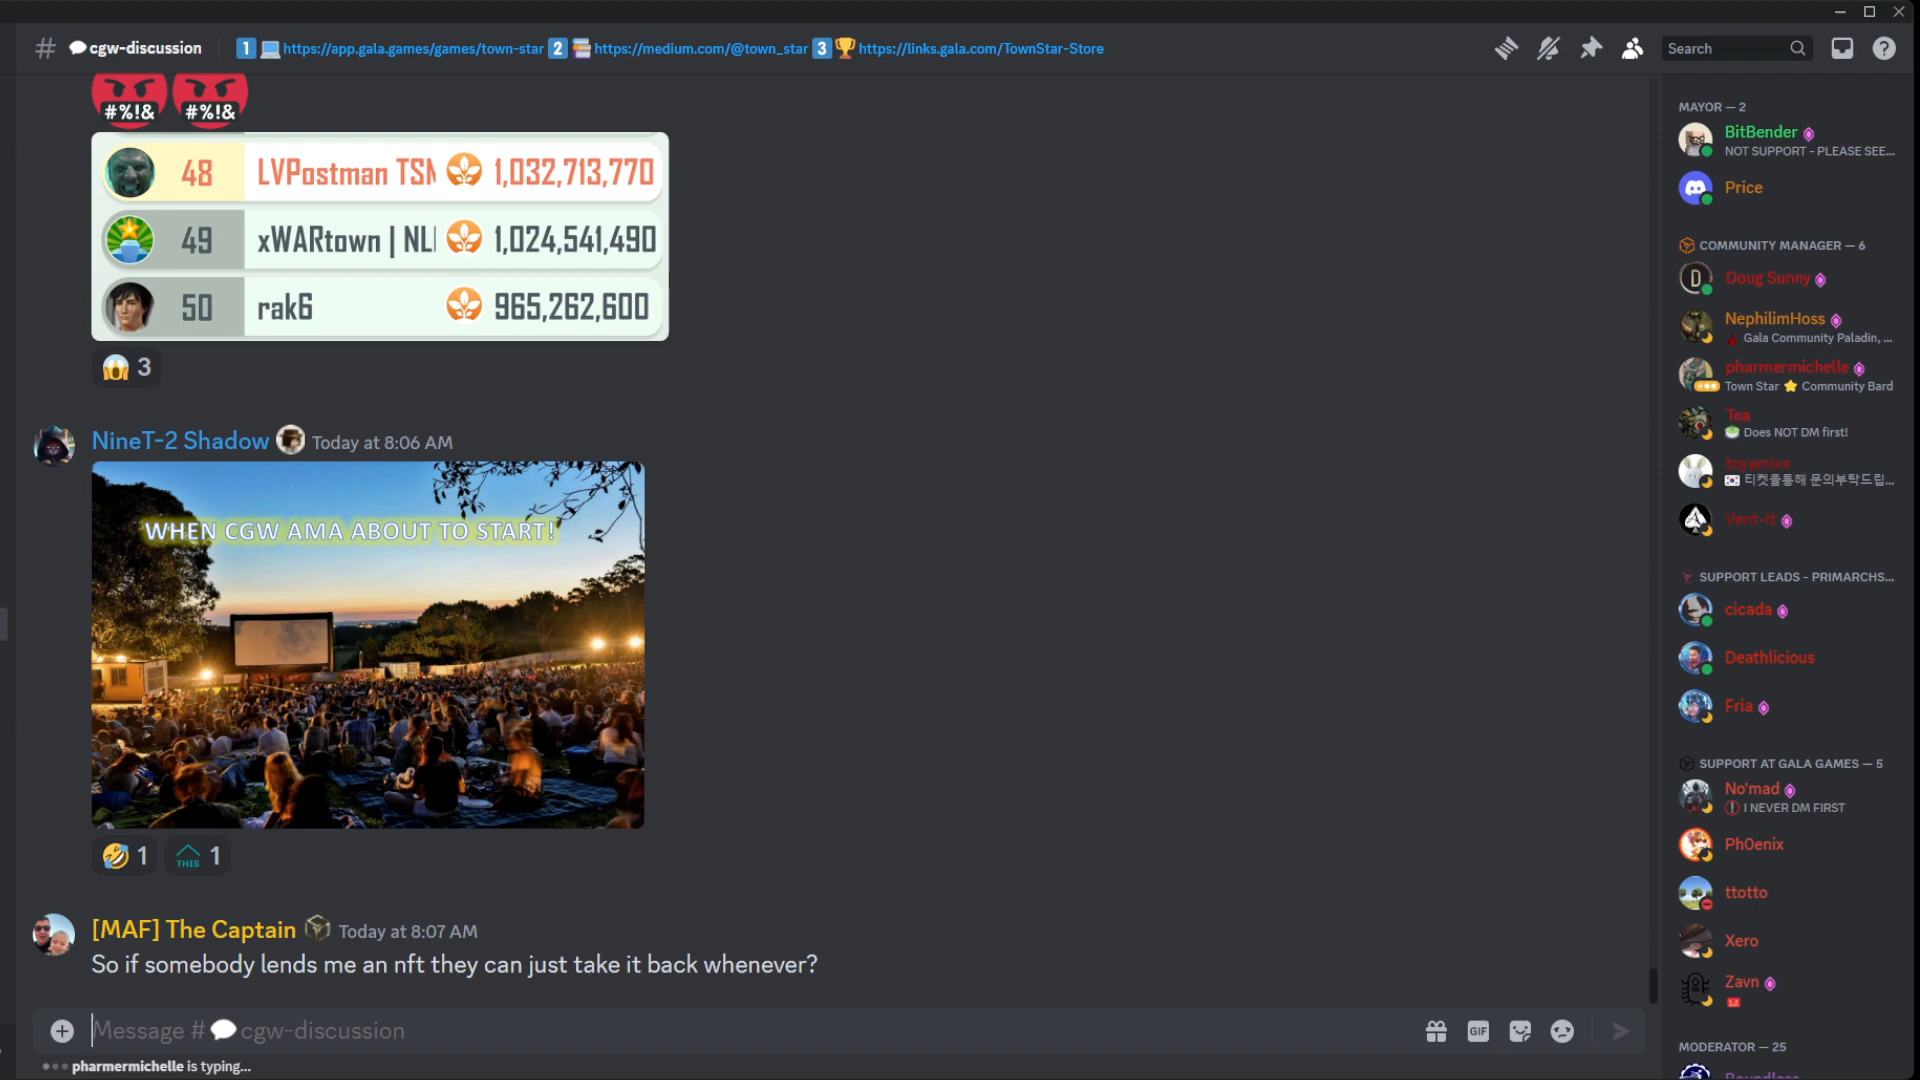 cgw-discussion
1 https://app.gala.games/games/town-star 2 https://medium.com/@town_star 3 https://links.gala.com/TownStar-Store
Search
#%!& #%!&
48 LVPostman 1,032,713,770
49 xWARtown | 1,024,541,490
50 rak6 965,262,600
3
NineT-2 Shadow Today at 8:06 AM
WHEN CGW AMA ABOUT TO START!
1 THIS 1
[MAF] The Captain Today at 8:07 AM
So if somebody lends me an nft they can just take it back whenever?
Message # cgw-discussion
GIF
pharmermichelle is typing...
MAYOR — 2
BitBender
NOT SUPPORT - PLEASE SEE...
Price
COMMUNITY MANAGER — 6
Doug Sunny
NephilimHoss
Gala Community Paladin, ...
pharmermichelle
Town Star Community Bard
Tea
Does NOT DM first!
toyamixa
티켓을통해 문의부탁드립...
Vent-It
SUPPORT LEADS - PRIMARCHS...
cicada
Deathlicious
Fria
SUPPORT AT GALA GAMES — 5
No'mad
I NEVER DM FIRST
Ph0enix
ttotto
Xero
Zavn
MODERATOR — 25